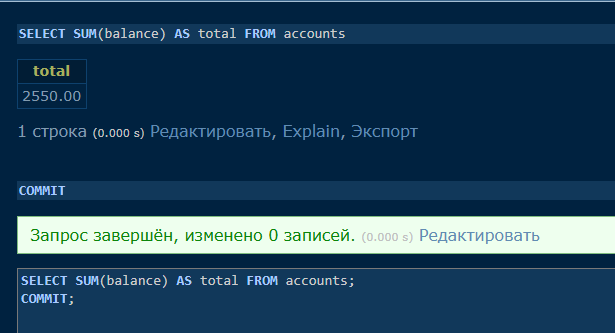 SELECT SUM(balance) AS total FROM accounts
total
2550.00
1 строка (0.000 s) Редактировать, Explain, Экспорт
COMMIT
Запрос завершён, изменено 0 записей. (0.000 s) Редактировать
SELECT SUM(balance) AS total FROM accounts;
COMMIT;